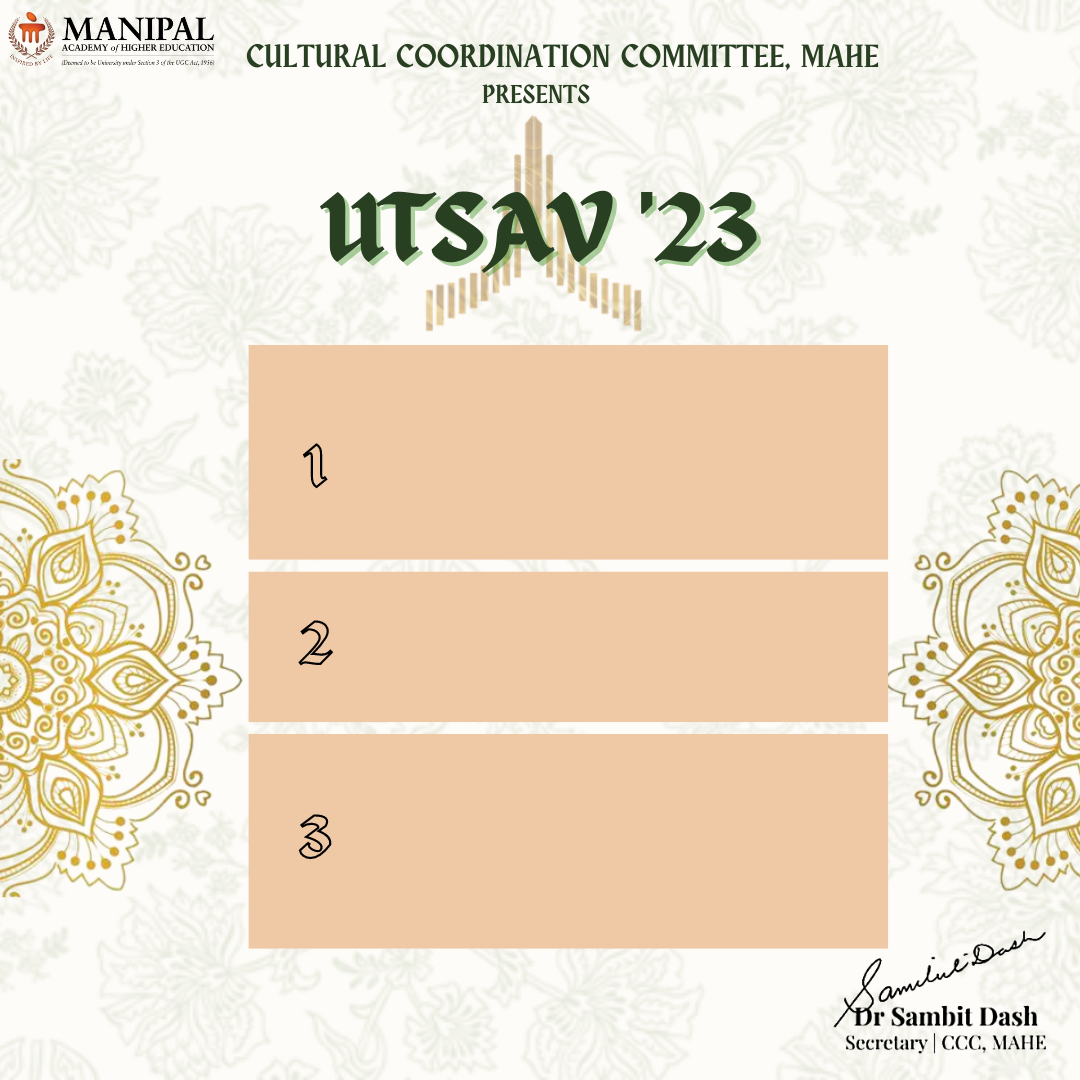 MANIPAL
ACADEMY of HIGHER EDUCATION
(Deemed to be University under Section 3 of the UGC Act, 1956)
INSPIRED BY LIFE
CULTURAL COORDINATION COMMITTEE, MAHE
PRESENTS
UTSAV '23
1
2
3
Sambit Dash
Dr Sambit Dash
Secretary | CCC, MAHE